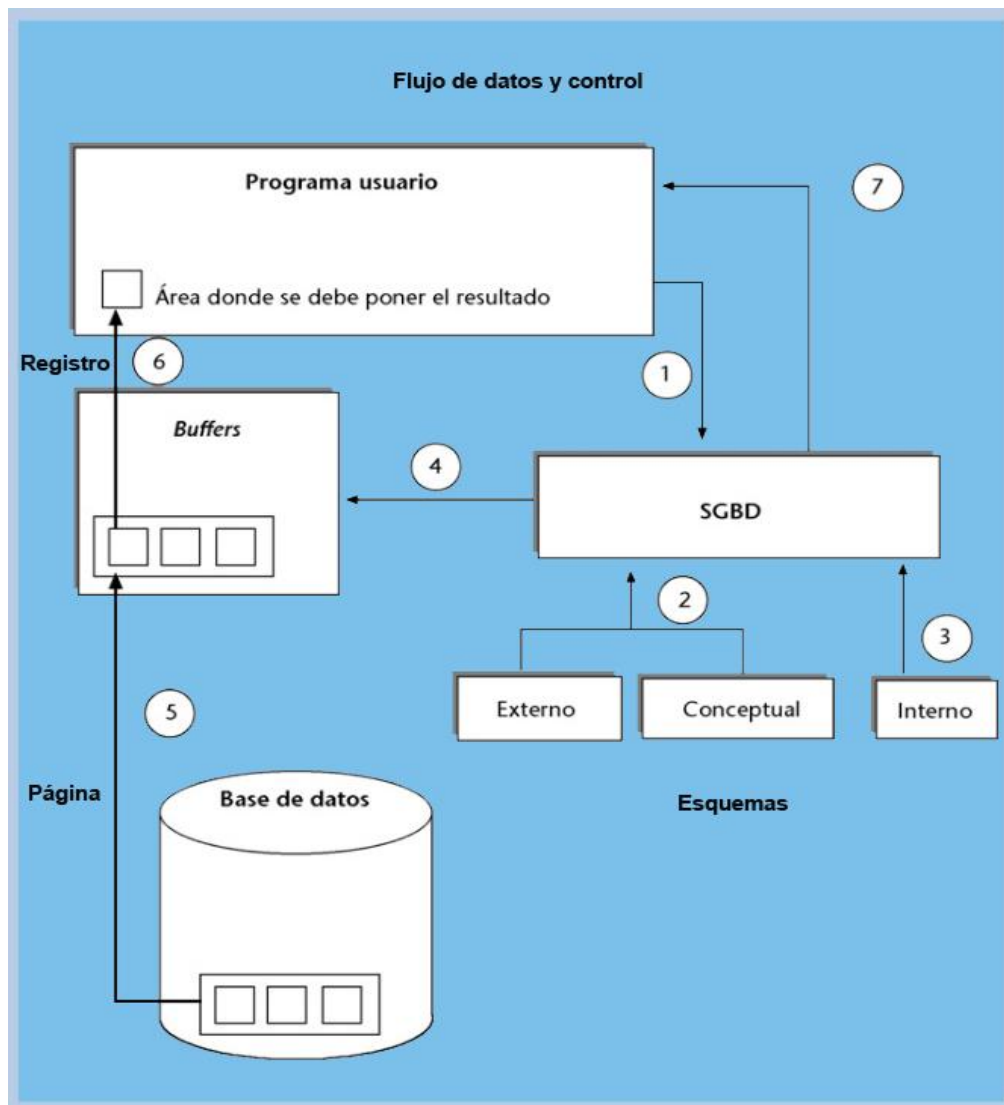 Flujo de datos y control
Programa usuario
7
Área donde se debe poner el resultado
Registro
6
1
Buffers
4
SGBD
2
3
Externo
Conceptual
Interno
5
Página
Base de datos
Esquemas